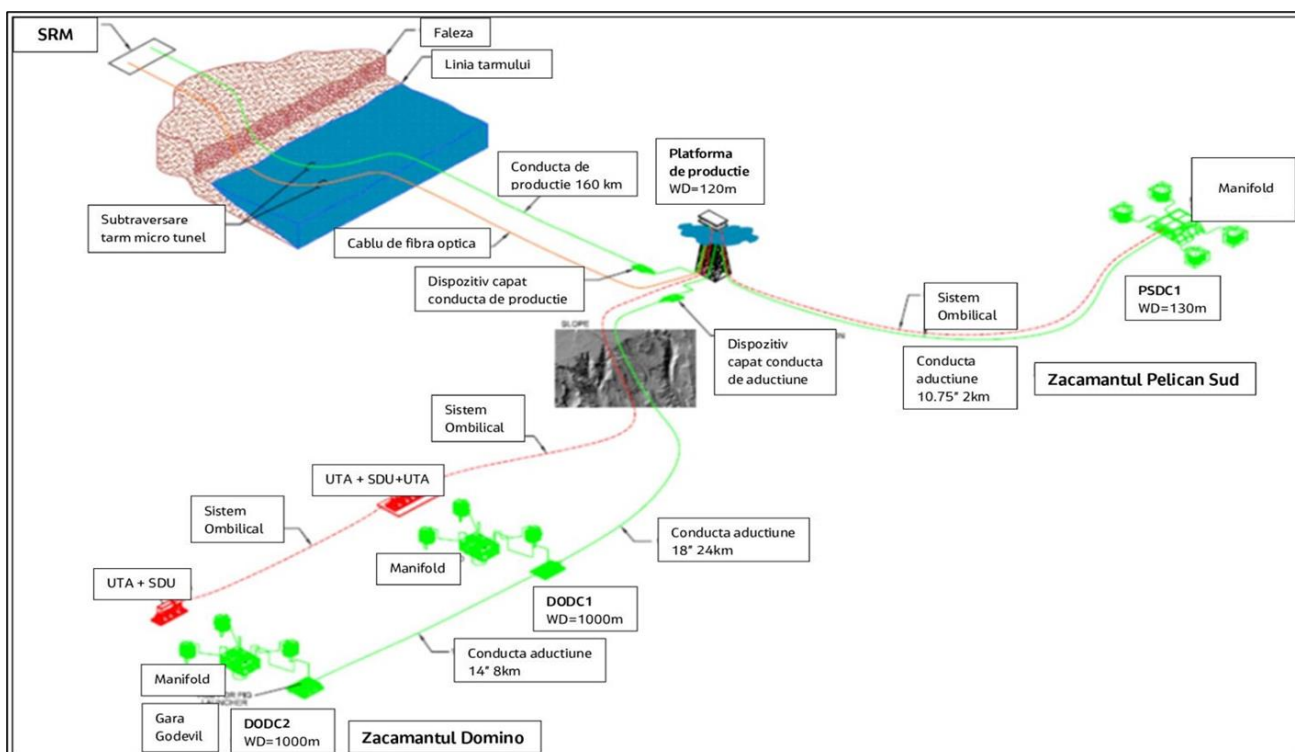 SRM
Faleza
Linia tarmului
Conducta de
productie 160 km
Platforma
de productie
WD=120m
Manifold
Subtraversare
tarm micro tunel
Cablu de fibra optica
Dispozitiv capat
conducta de productie
PSDC1
WD=130m
Sistem
Ombilical
SLOPE
Dispozitiv
capat conducta
de aductiune
Conducta
aductiune
10.75" 2km
Zacamantul Pelican Sud
Sistem
Ombilical
UTA + SDU+UTA
Sistem
Ombilical
Conducta aductiune
18" 24km
Manifold
UTA + SDU
DODC1
WD=1000m
Conducta aductiune
14" 8km
Manifold
LAUNCHER
Gara
Godevil
DODC2
WD=1000m
Zacamantul Domino